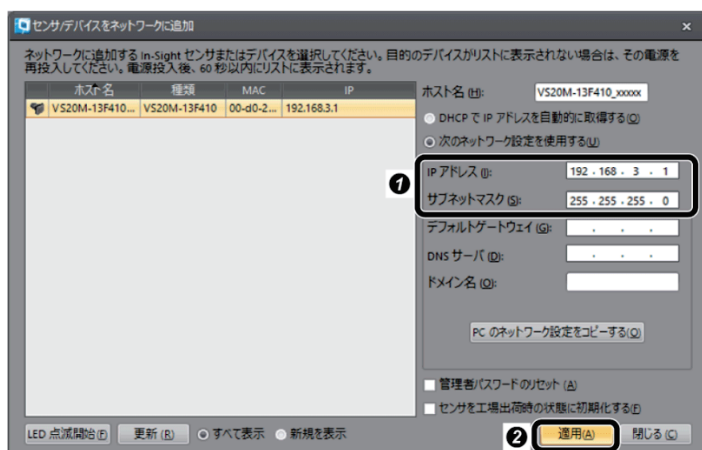 センサ/デバイスをネットワークに追加
ネットワークに追加する In-Sight センサまたはデバイスを選択してください。目的のデバイスがリストに表示されない場合は、その電源を
再投入してください。電源投入後、60 秒以内にリストに表示されます。
ホスト名 種類 MAC IP
VS20M-13F410... VS20M-13F410 00-d0-2... 192.168.3.1
ホスト名 (H): VS20M-13F410_xxxxx
DHCP で IP アドレスを自動的に取得する(O)
次のネットワーク設定を使用する(U)
❶
IP アドレス (I): 192 . 168 . 3 . 1
サブネットマスク (S): 255 . 255 . 255 . 0
デフォルトゲートウェイ (G): . . .
DNS サーバ (D): . . .
ドメイン名 (O):
PC のネットワーク設定をコピーする(O)
管理者パスワードのリセット (A)
センサを工場出荷時の状態に初期化する(F)
LED 点滅開始(F) 更新 (R) すべて表示 新規を表示 ❷ 適用(A) 閉じる (C)